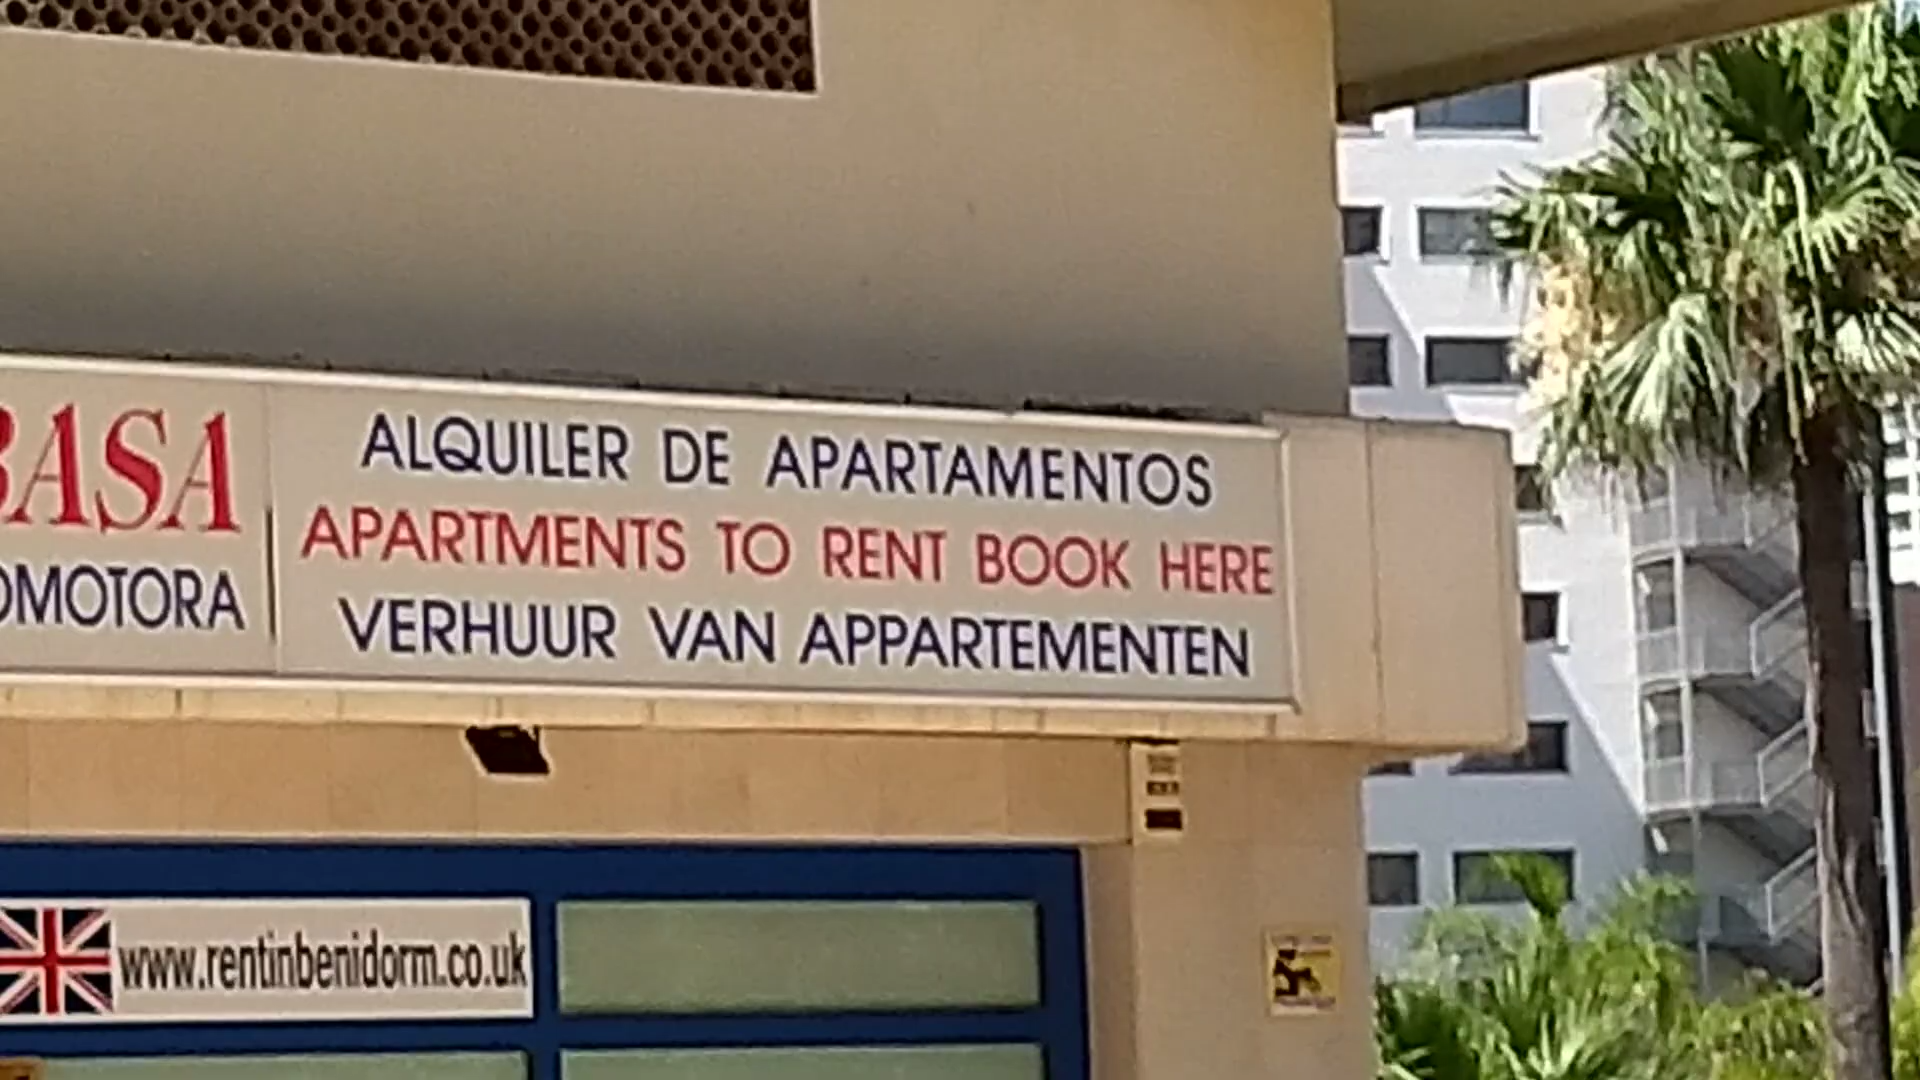 BASA
OMOTORA
ALQUILER DE APARTAMENTOS
APARTMENTS TO RENT BOOK HERE
VERHUUR VAN APPARTEMENTEN
www.rentinbenidorm.co.uk